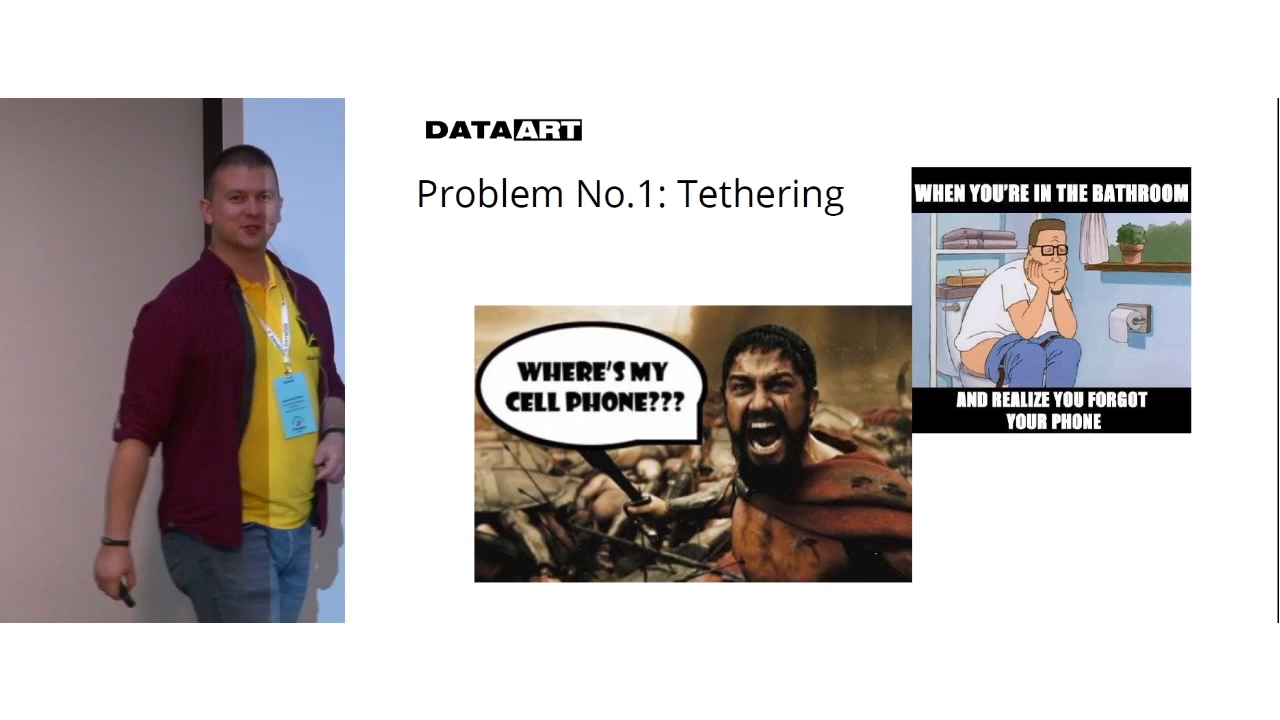 DATAART
Problem No.1: Tethering
WHEN YOU'RE IN THE BATHROOM
WHERE'S MY
CELL PHONE???
AND REALIZE YOU FORGOT
YOUR PHONE